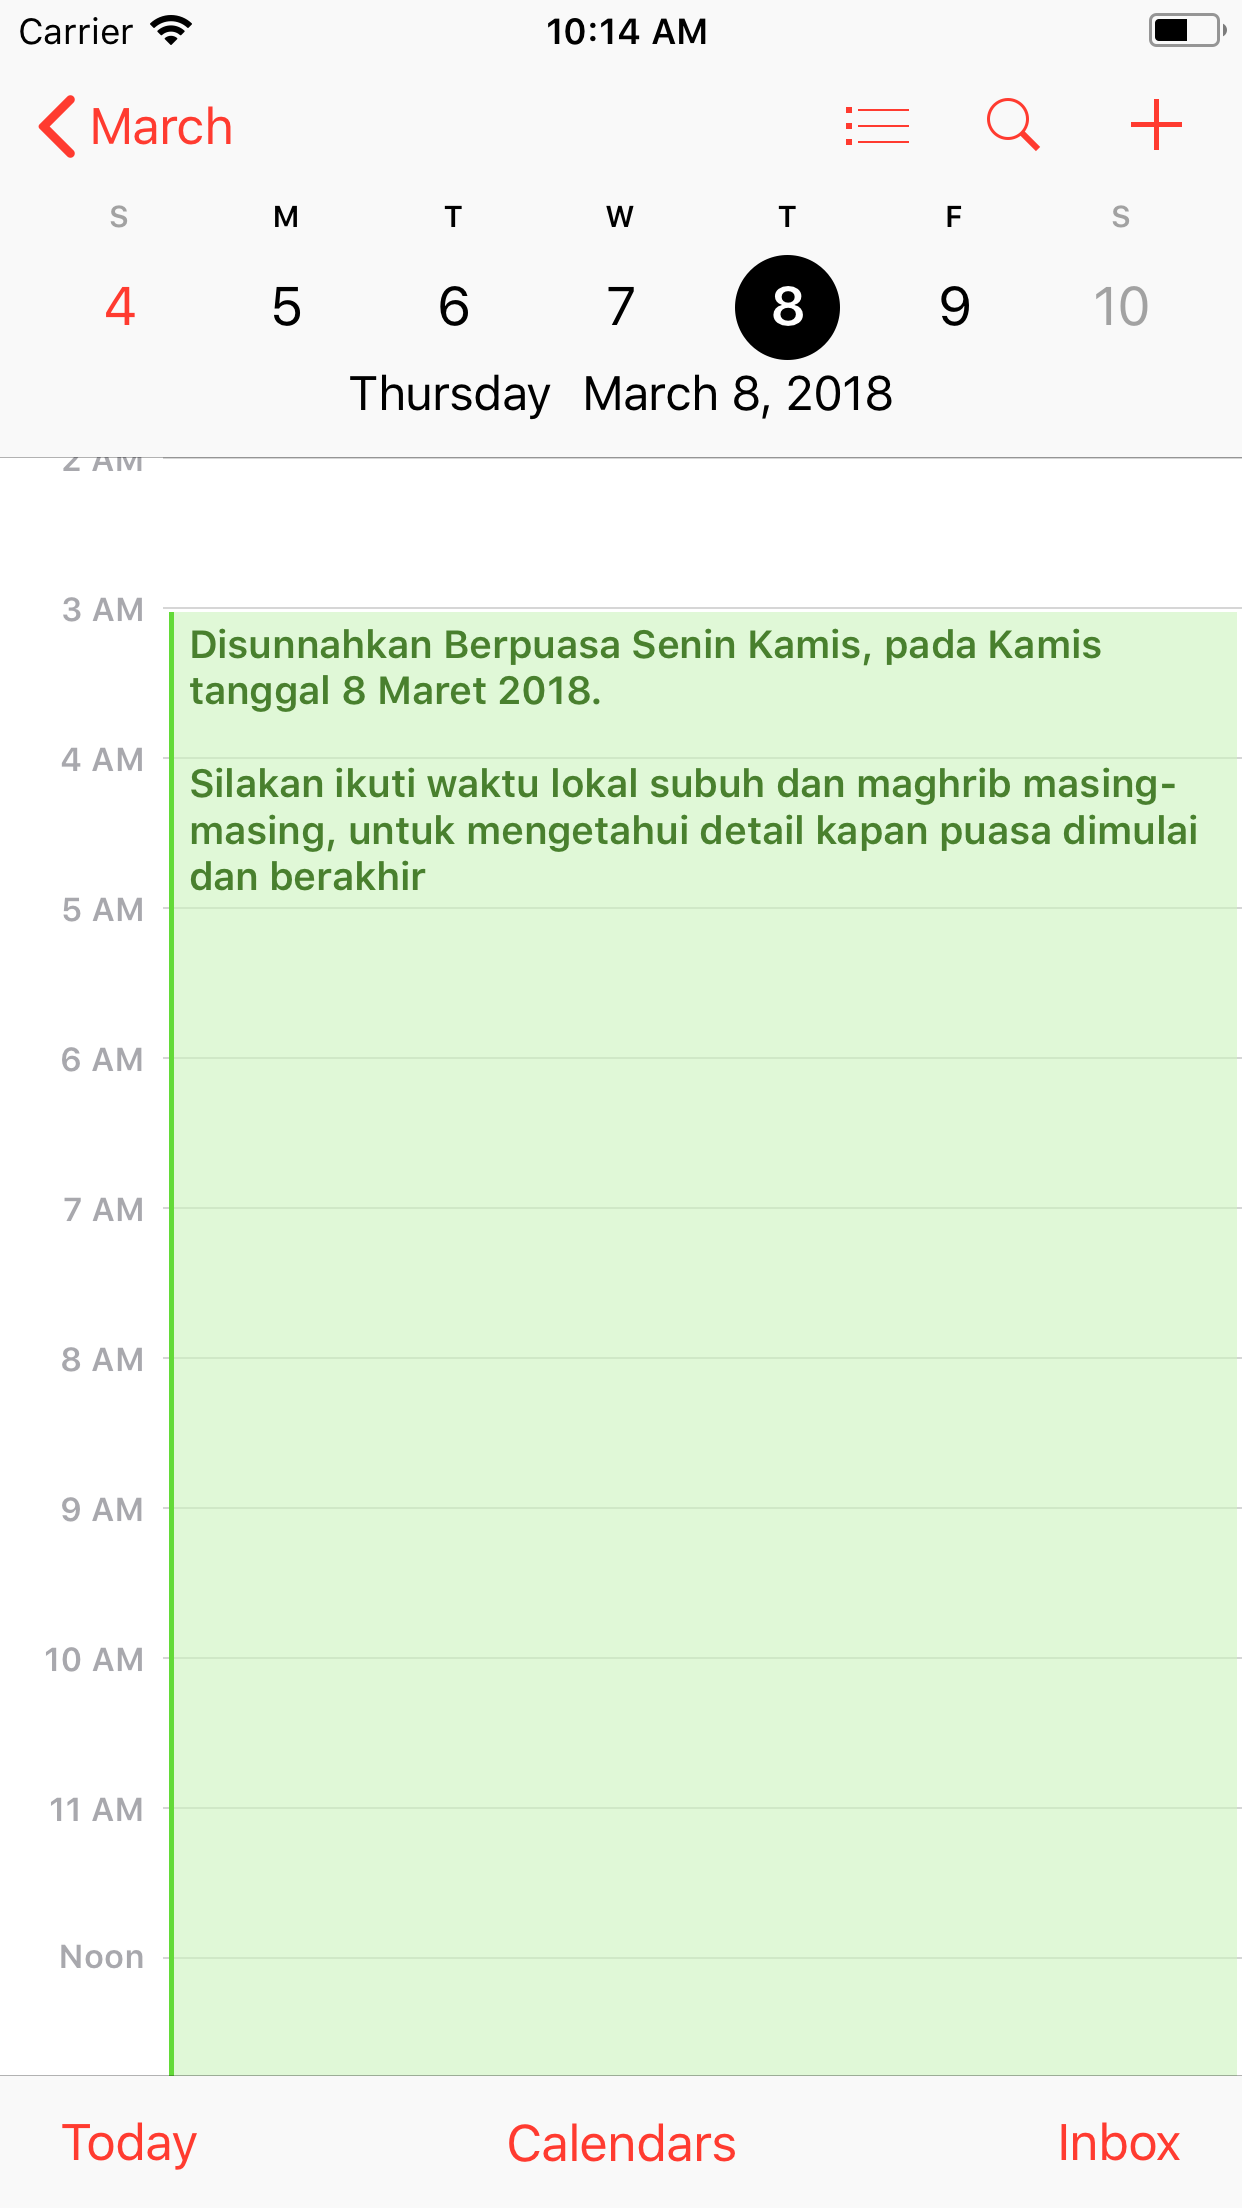 Carrier 10:14 AM
March
S M T W T F S
4 5 6 7 8 9 10
Thursday March 8, 2018
2 AM
3 AM
Disunnahkan Berpuasa Senin Kamis, pada Kamis
tanggal 8 Maret 2018.
4 AM
Silakan ikuti waktu lokal subuh dan maghrib masing-
masing, untuk mengetahui detail kapan puasa dimulai
dan berakhir
5 AM
6 AM
7 AM
8 AM
9 AM
10 AM
11 AM
Noon
Today Calendars Inbox